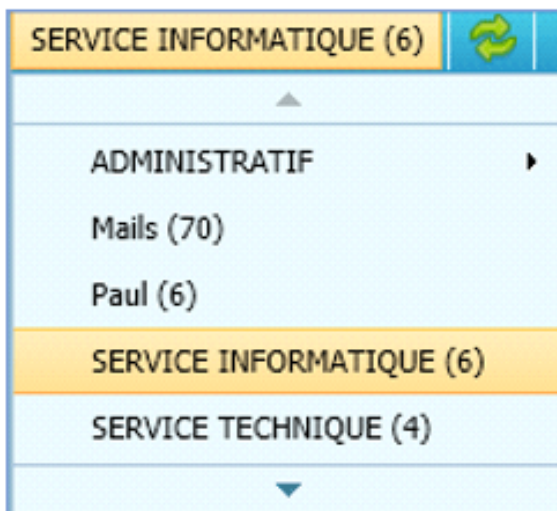 SERVICE INFORMATIQUE (6)
ADMINISTRATIF
Mails (70)
Paul (6)
SERVICE INFORMATIQUE (6)
SERVICE TECHNIQUE (4)